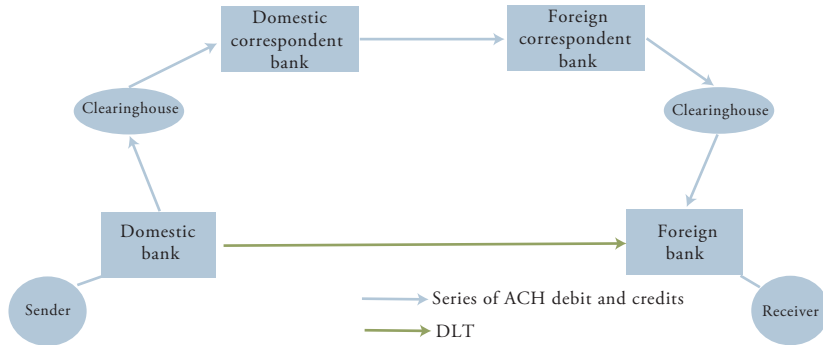 Domestic
correspondent
bank
Foreign
correspondent
bank
Clearinghouse
Clearinghouse
Domestic
bank
Foreign
bank
Sender
Series of ACH debit and credits
Receiver
DLT